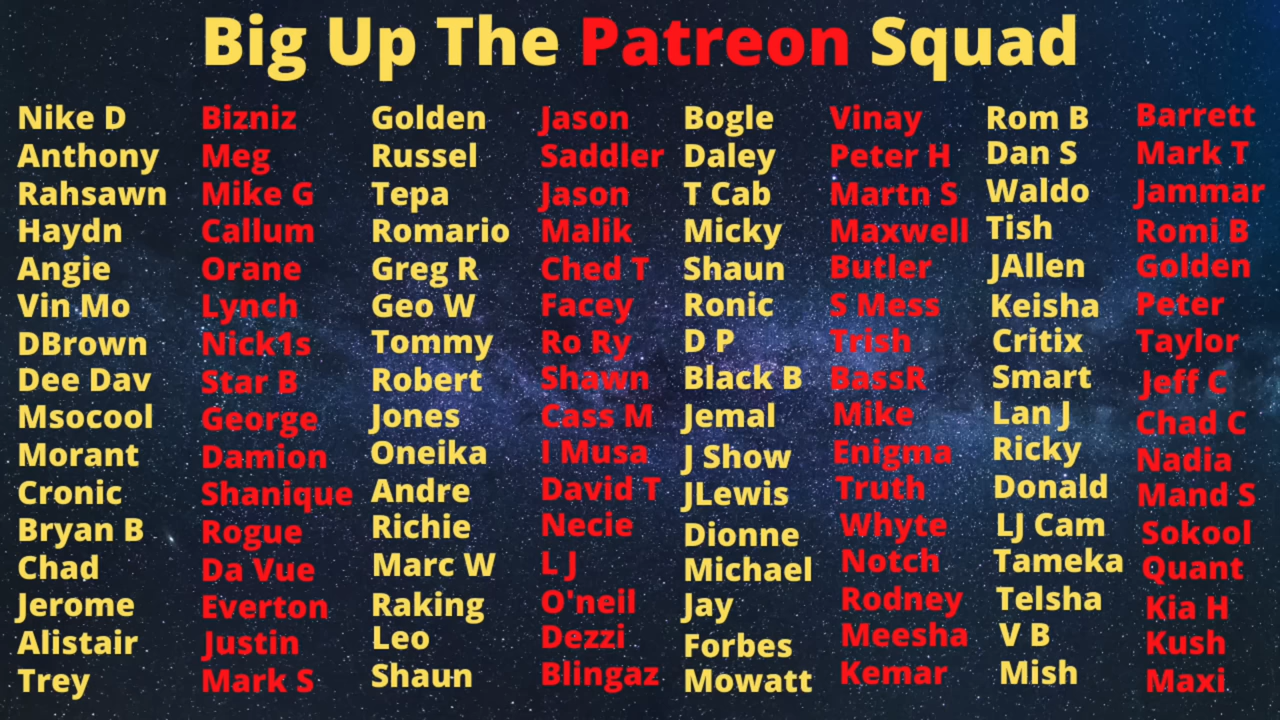 Big Up The Patreon Squad
Nike D Bizniz Golden Jason Bogle Vinay Rom B Barrett
Anthony Meg Russel Saddler Daley Peter H Dan S Mark T
Rahsawn Mike G Tepa Jason T Cab Martn S Waldo Jammar
Haydn Callum Romario Malik Micky Maxwell Tish Romi B
Angie Orane Greg R Ched T Shaun Butler JAllen Golden
Vin Mo Lynch Geo W Facey Ronic S Mess Keisha Peter
DBrown Nick1s Tommy Ro Ry D P Trish Critix Taylor
Dee Dav Star B Robert Shawn Black B BassR Smart Jeff C
Msocool George Jones Cass M Jemal Mike Lan J Chad C
Morant Damion Oneika I Musa J Show Enigma Ricky Nadia
Cronic Shanique Andre David T JLewis Truth Donald Mand S
Bryan B Rogue Richie Necie Dionne Whyte LJ Cam Sokool
Chad Da Vue Marc W L J Michael Notch Tameka Quant
Jerome Everton Raking O'neil Jay Rodney Telsha Kia H
Alistair Justin Leo Dezzi Forbes Meesha V B Kush
Trey Mark S Shaun Blingaz Mowatt Kemar Mish Maxi